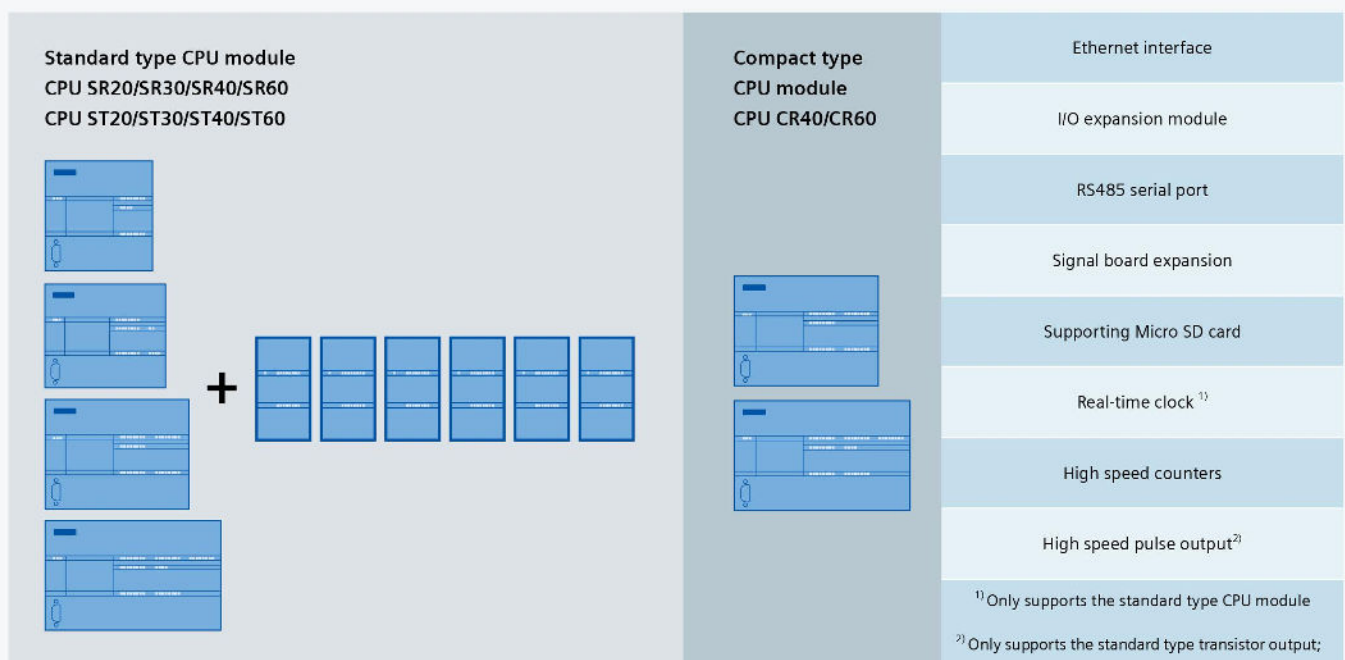 Standard type CPU module
CPU SR20/SR30/SR40/SR60
CPU ST20/ST30/ST40/ST60
Compact type
CPU module
CPU CR40/CR60
Ethernet interface
I/O expansion module
RS485 serial port
Signal board expansion
Supporting Micro SD card
Real-time clock 1)
High speed counters
High speed pulse output2)
1) Only supports the standard type CPU module
2) Only supports the standard type transistor output;